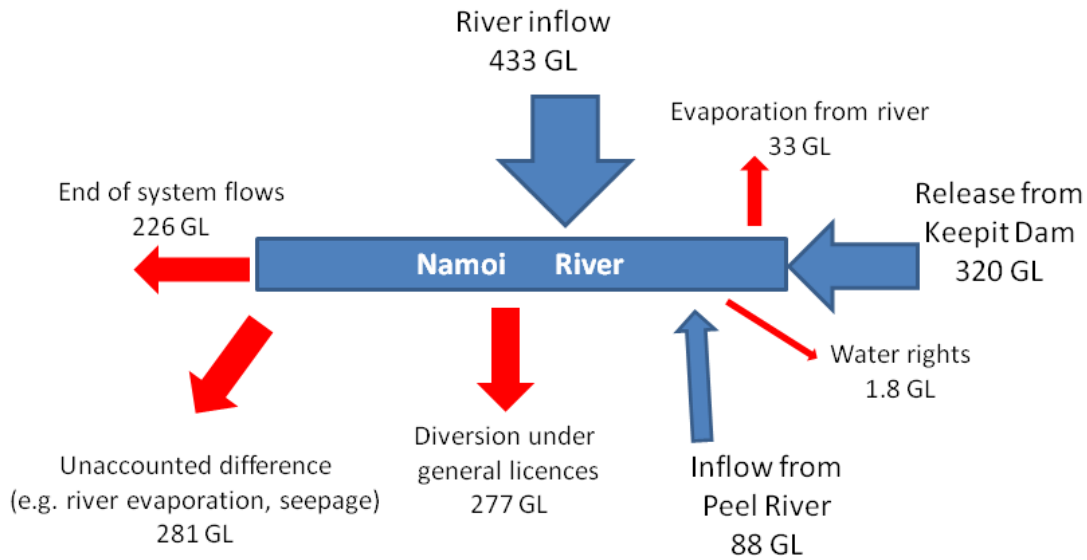 River inflow
433 GL
Evaporation from river
33 GL
End of system flows
226 GL
Release from
Keepit Dam
320 GL
Namoi River
Water rights
1.8 GL
Diversion under
general licences
277 GL
Unaccounted difference
(e.g. river evaporation, seepage)
281 GL
Inflow from
Peel River
88 GL